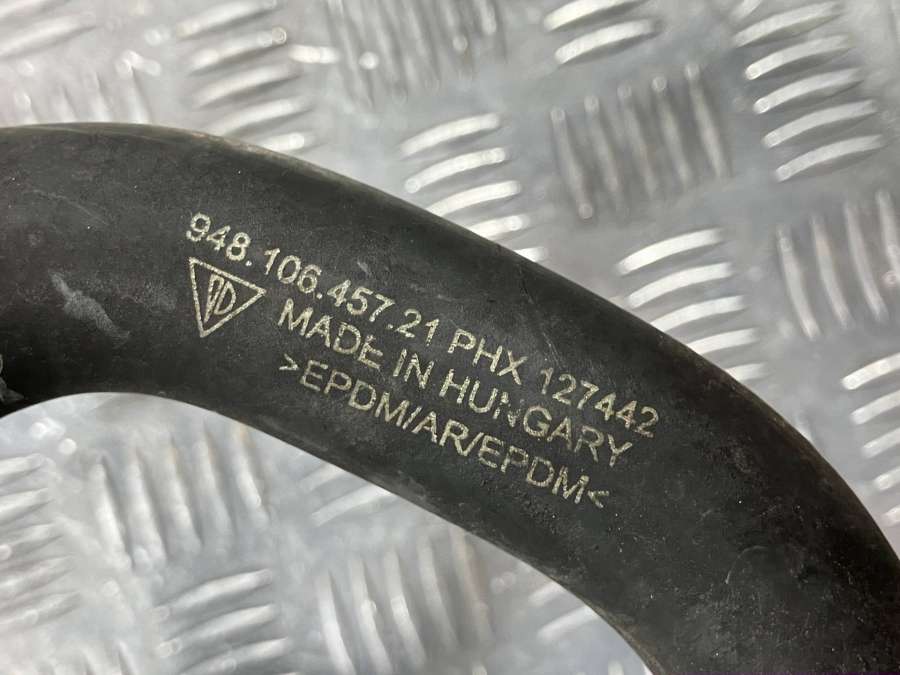 948.106.457.21 PHX 127442
MADE IN HUNGARY
>EPDM/AR/EPDM<